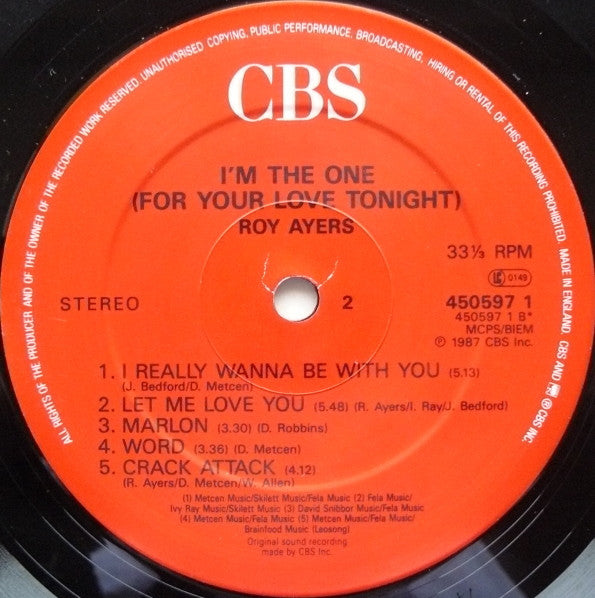 ALL RIGHTS OF THE PRODUCER AND OF THE OWNER OF THE RECORDED WORK RESERVED. UNAUTHORISED COPYING, PUBLIC PERFORMANCE, BROADCASTING, HIRING OR RENTAL OF THIS RECORDING PROHIBITED. MADE IN ENGLAND. CBS AND ℗ © CBS INC.
CBS
I'M THE ONE
(FOR YOUR LOVE TONIGHT)
ROY AYERS
33⅓ RPM
LC 0149
STEREO
2
450597 1
450597 1 B*
MCPS/BIEM
℗ 1987 CBS Inc.
1. I REALLY WANNA BE WITH YOU (5.13)
(J. Bedford/D. Metcen)
2. LET ME LOVE YOU (5.48) (R. Ayers/I. Ray/J. Bedford)
3. MARLON (3.30) (D. Robbins)
4. WORD (3.36) (D. Metcen)
5. CRACK ATTACK (4.12)
(R. Ayers/D. Metcen/W. Allen)
(1) Metcen Music/Skilett Music/Fela Music (2) Fela Music/
Ivy Ray Music/Skilett Music (3) David Snibbor Music/Fela Music
(4) Metcen Music/Fela Music (5) Metcen Music/Fela Music/
Brainfood Music (Leosong)
Original sound recording
made by CBS Inc.